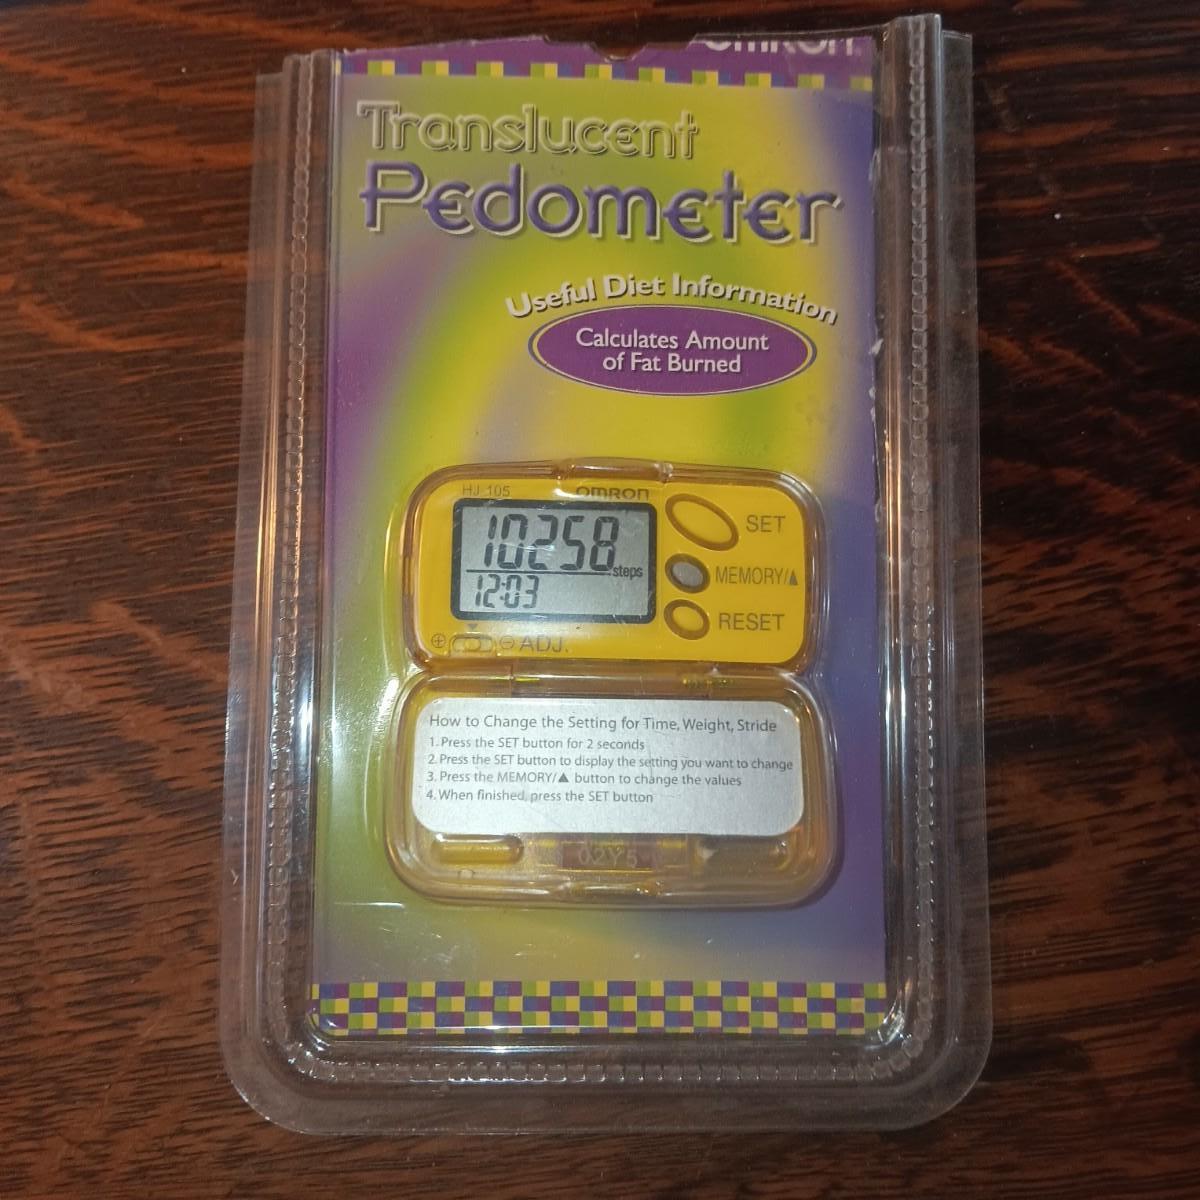 OMRON
Translucent
Pedometer
Useful Diet Information
Calculates Amount
of Fat Burned
HJ-105 OMRON
10258 steps
12:03
SET
MEMORY/▲
RESET
⊕ ⊖ ADJ.
How to Change the Setting for Time, Weight, Stride
1. Press the SET button for 2 seconds
2. Press the SET button to display the setting you want to change
3. Press the MEMORY/▲ button to change the values
4. When finished, press the SET button
02Y5